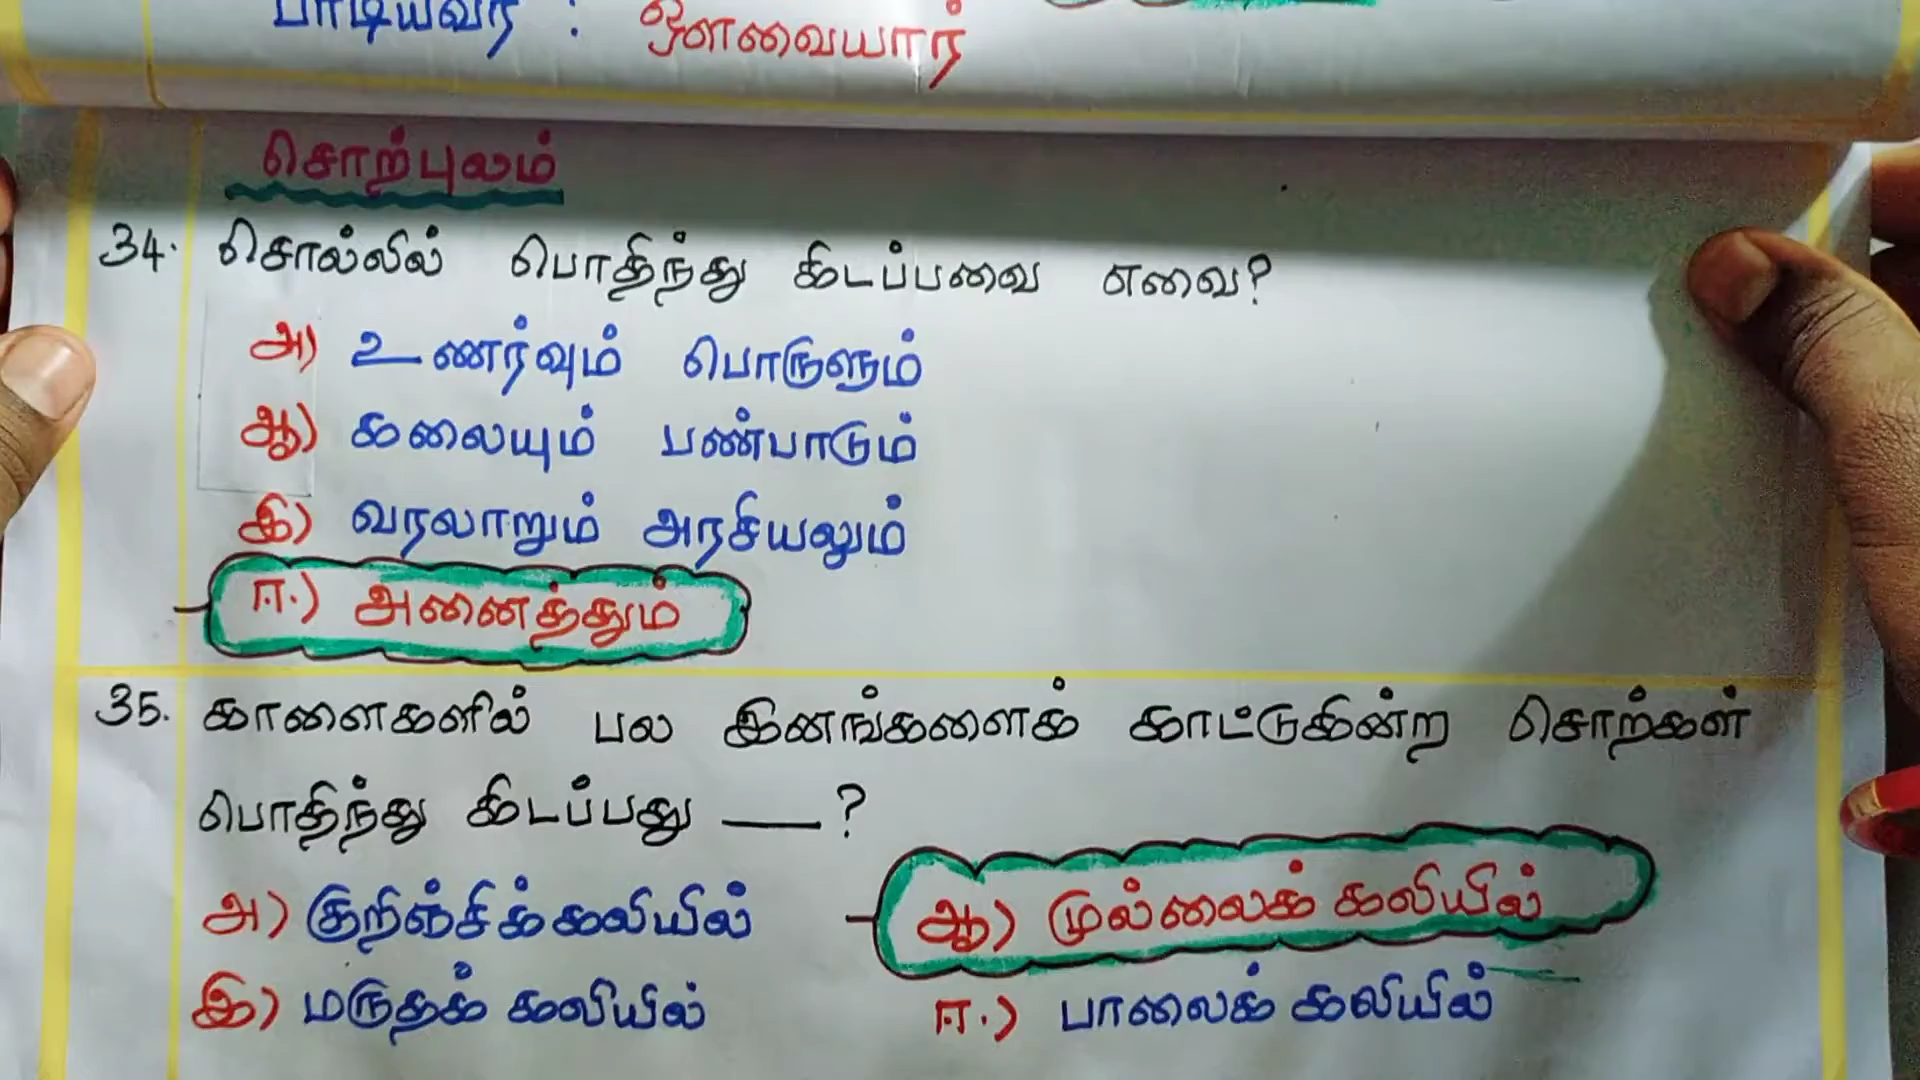 பாடியவர் : ஔவையார்
சொற்புலம்
34. சொல்லில் பொதிந்து கிடப்பவை எவை?
அ) உணர்வும் பொருளும்
ஆ) கலையும் பண்பாடும்
இ) வரலாறும் அரசியலும்
ஈ.) அனைத்தும்
35. காளைகளில் பல இனங்களைக் காட்டுகின்ற சொற்கள்
பொதிந்து கிடப்பது ___?
அ) குறிஞ்சிக்கலியில் ஆ) முல்லைக் கலியில்
இ) மருதக் கலியில் ஈ.) பாலைக் கலியில்